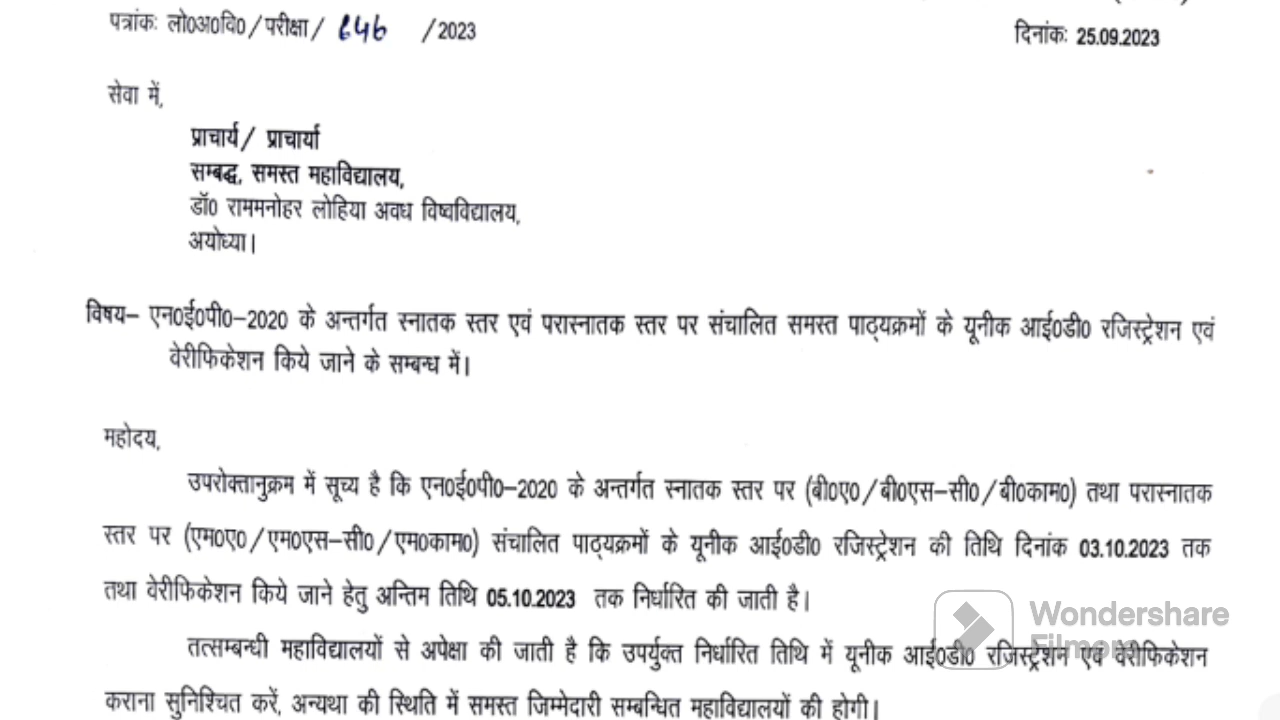 पत्रांकः लो0अ0वि0/परीक्षा/ 646 /2023
दिनांकः 25.09.2023
सेवा में,
प्राचार्य/ प्राचार्या
सम्बद्ध, समस्त महाविद्यालय,
डॉ0 राममनोहर लोहिया अवध विष्वविद्यालय,
अयोध्या।
विषय– एन0ई0पी0–2020 के अन्तर्गत स्नातक स्तर एवं परास्नातक स्तर पर संचालित समस्त पाठ्यक्रमों के यूनीक आई0डी0 रजिस्ट्रेशन एवं
वेरीफिकेशन किये जाने के सम्बन्ध में।
महोदय,
उपरोक्तानुक्रम में सूच्य है कि एन0ई0पी0–2020 के अन्तर्गत स्नातक स्तर पर (बी0ए0/बी0एस–सी0/बी0काम0) तथा परास्नातक
स्तर पर (एम0ए0/एम0एस–सी0/एम0काम0) संचालित पाठ्यक्रमों के यूनीक आई0डी0 रजिस्ट्रेशन की तिथि दिनांक 03.10.2023 तक
तथा वेरीफिकेशन किये जाने हेतु अन्तिम तिथि 05.10.2023 तक निर्धारित की जाती है।
तत्सम्बन्धी महाविद्यालयों से अपेक्षा की जाती है कि उपर्युक्त निर्धारित तिथि में यूनीक आई0डी0 रजिस्ट्रेशन एवं वेरीफिकेशन
कराना सुनिश्चित करें, अन्यथा की स्थिति में समस्त जिम्मेदारी सम्बन्धित महाविद्यालयों की होगी।
Wondershare
Filmora